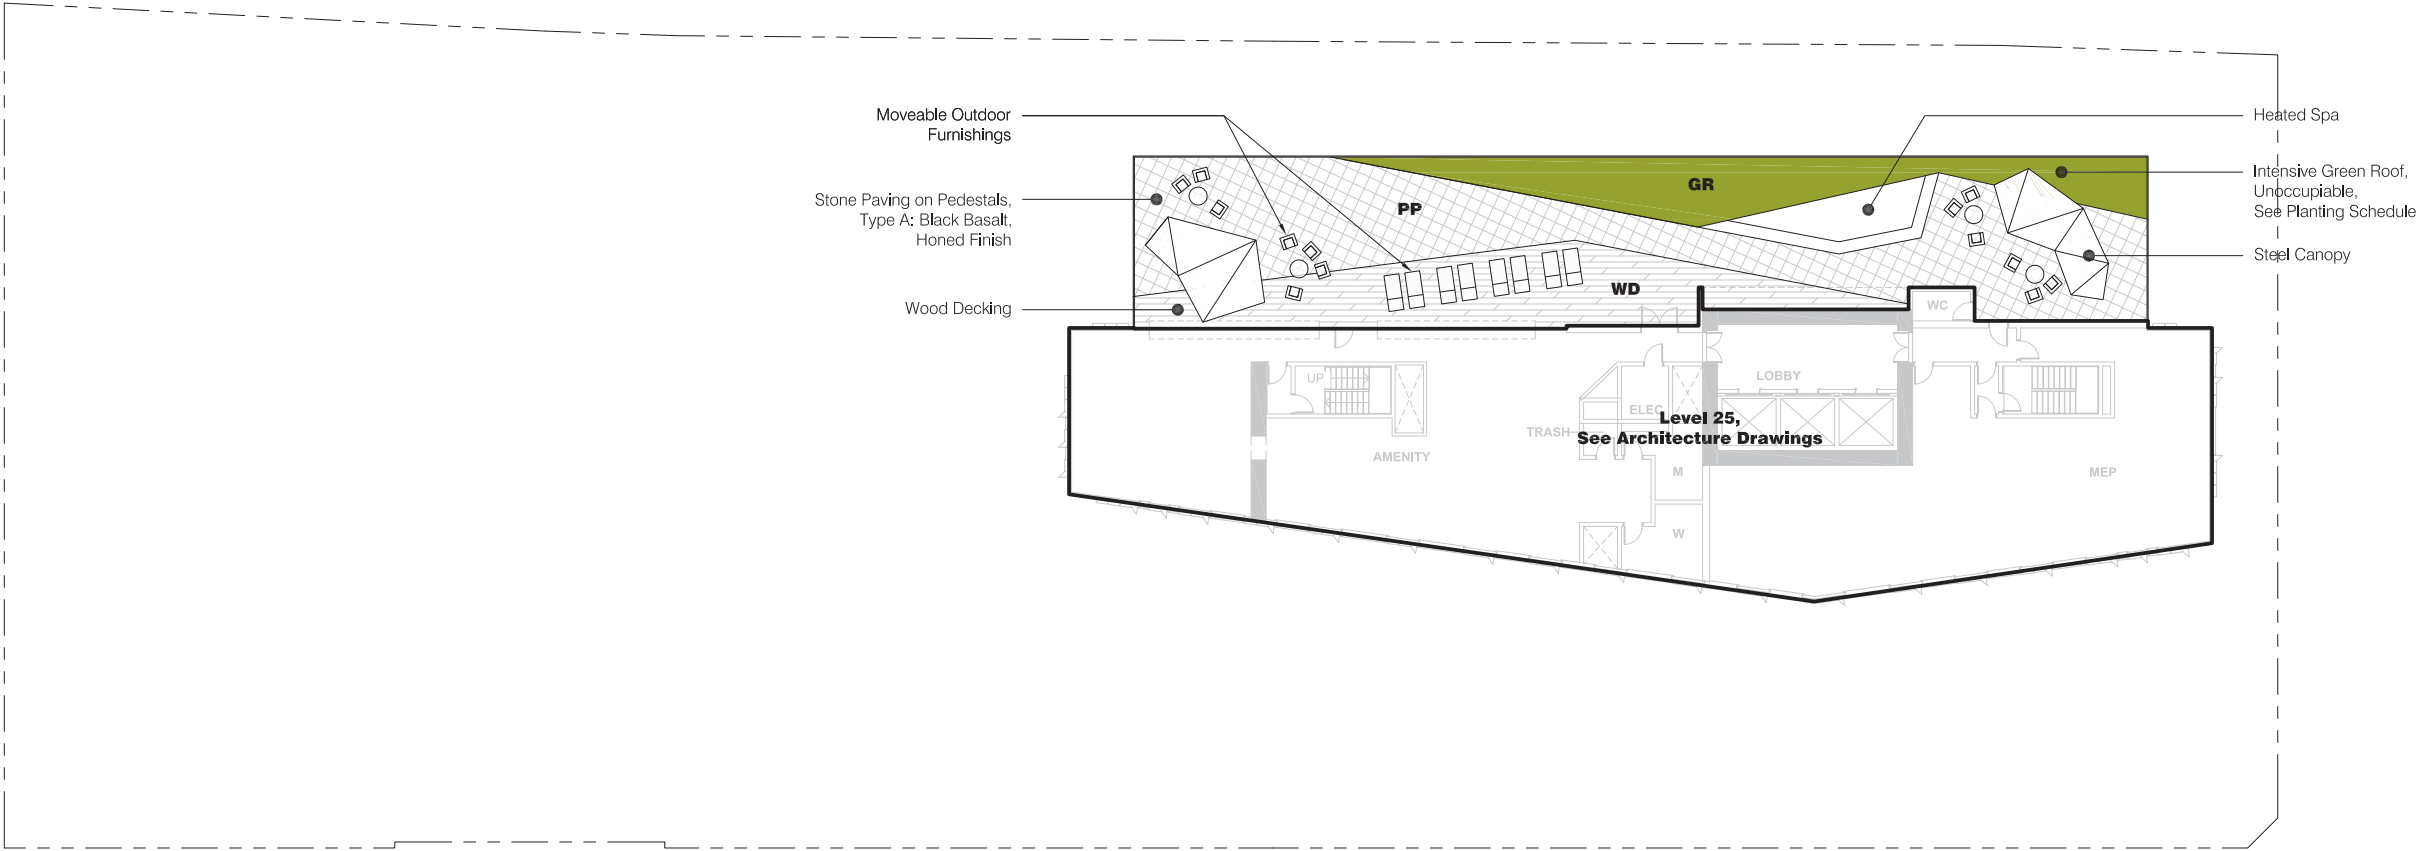 Moveable Outdoor
Furnishings
Stone Paving on Pedestals,
Type A: Black Basalt,
Honed Finish
Wood Decking
Heated Spa
Intensive Green Roof,
Unoccupiable,
See Planting Schedule
Steel Canopy
GR
PP
WD
WC
UP
LOBBY
ELEC
Level 25,
See Architecture Drawings
TRASH
AMENITY
M
MEP
W